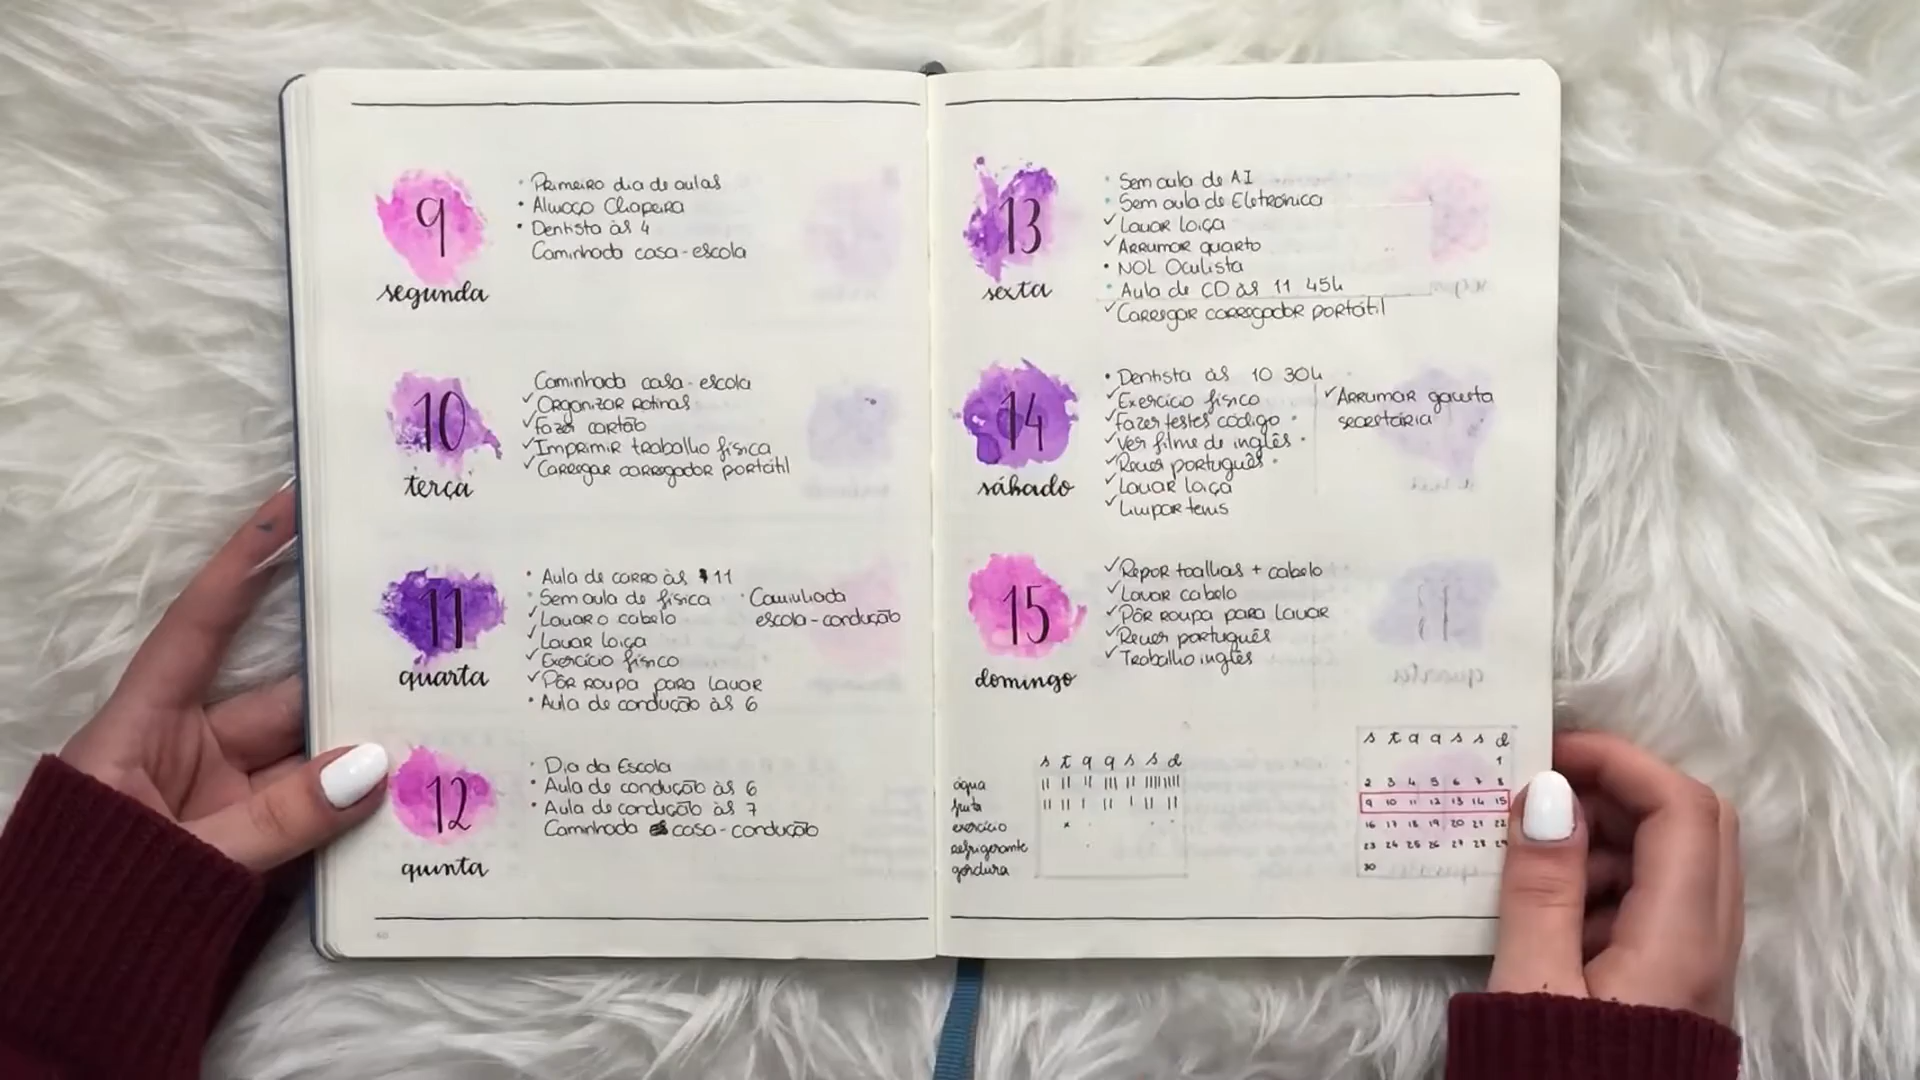 9
segunda
• Primeiro dia de aulas
• Almoço Chapeira
• Dentista às 4
Caminhada casa-escola
10
terça
Caminhada casa-escola
✓ Organizar rotinas
✓ Fazer cartão
✓ Imprimir trabalho física
✓ Carregar carregador portátil
11
quarta
• Aula de carro às 11
• Sem aula de física
✓ Lavar o cabelo
✓ Lavar loiça
✓ Exercício físico
✓ Pôr roupa para lavar
• Aula de condução às 6
• Caminhada
escola-condução
12
quinta
• Dia da Escola
• Aula de condução às 6
• Aula de condução às 7
Caminhada casa-condução
13
sexta
• Sem aula de AI
• Sem aula de Eletrónica
✓ Lavar loiça
✓ Arrumar quarto
• NOL Oculista
• Aula de CD às 11 45h
✓ Carregar carregador portátil
14
sábado
• Dentista às 10 30h
✓ Exercício físico
✓ Fazer testes código
✓ Ver filme de inglês
✓ Rever português
✓ Lavar loiça
✓ Limpar tenis
✓ Arrumar gaveta
secretária
15
domingo
✓ Repor toalhas + cabelo
✓ Lavar cabelo
✓ Pôr roupa para lavar
✓ Rever português
✓ Trabalho inglês
s t q q s s d
água
fruta
exercício
refrigerante
gordura
s t q q s s d
1
2 3 4 5 6 7 8
9 10 11 12 13 14 15
16 17 18 19 20 21 22
23 24 25 26 27 28 29
30